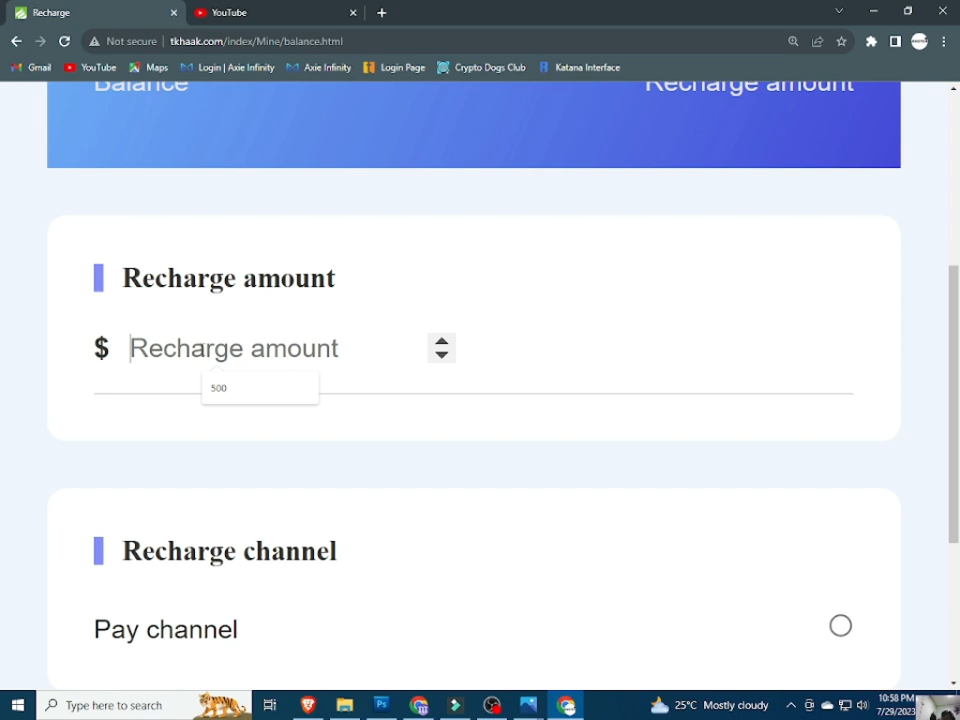 Recharge
YouTube
Not secure
tkhaak.com/index/Mine/balance.html
Gmail
YouTube
Maps
Login | Axie Infinity
Axie Infinity
Login Page
Crypto Dogs Club
Katana Interface
Balance
Recharge amount
Recharge amount
$ Recharge amount
500
Recharge channel
Pay channel
Type here to search
25°C Mostly cloudy
10:58 PM
7/29/2023